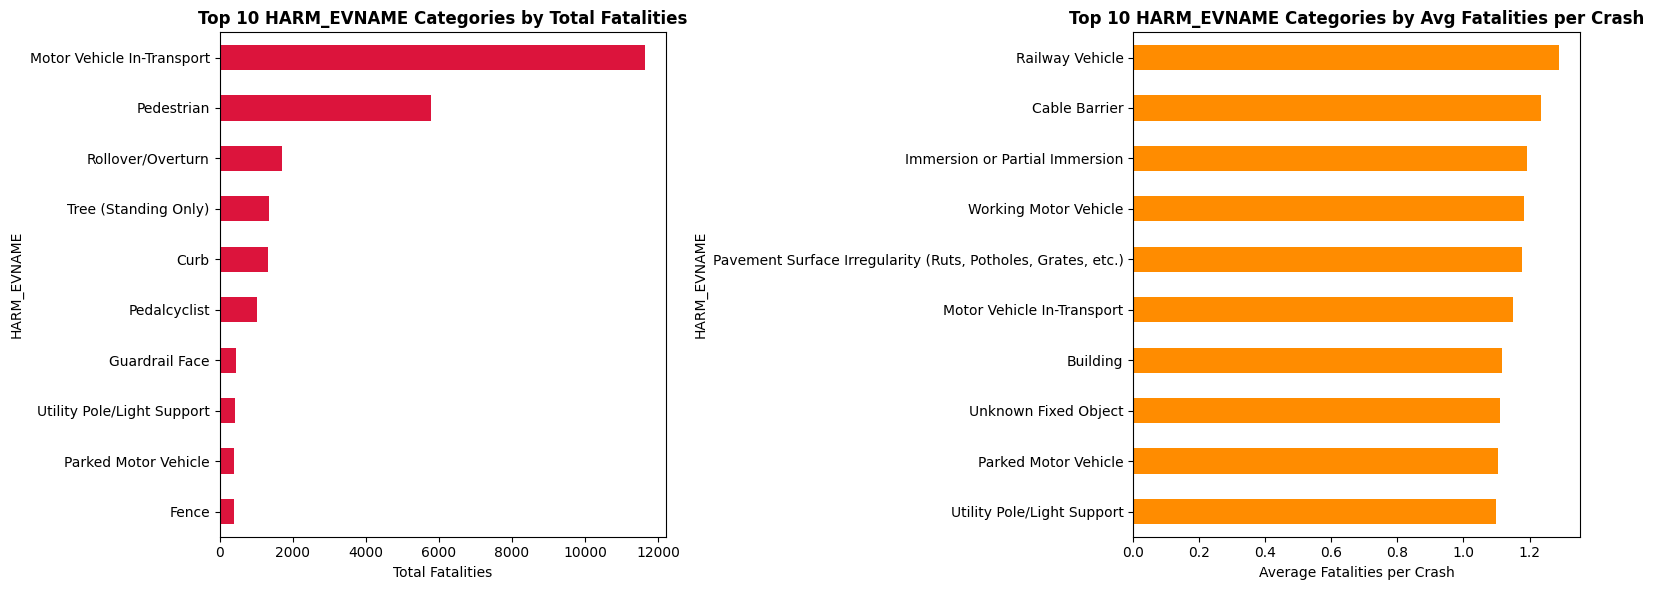 Top 10 HARM_EVNAME Categories by Total Fatalities
HARM_EVNAME
Motor Vehicle In-Transport
Pedestrian
Rollover/Overturn
Tree (Standing Only)
Curb
Pedalcyclist
Guardrail Face
Utility Pole/Light Support
Parked Motor Vehicle
Fence
0 2000 4000 6000 8000 10000 12000
Total Fatalities
Top 10 HARM_EVNAME Categories by Avg Fatalities per Crash
HARM_EVNAME
Railway Vehicle
Cable Barrier
Immersion or Partial Immersion
Working Motor Vehicle
Pavement Surface Irregularity (Ruts, Potholes, Grates, etc.)
Motor Vehicle In-Transport
Building
Unknown Fixed Object
Parked Motor Vehicle
Utility Pole/Light Support
0.0 0.2 0.4 0.6 0.8 1.0 1.2
Average Fatalities per Crash